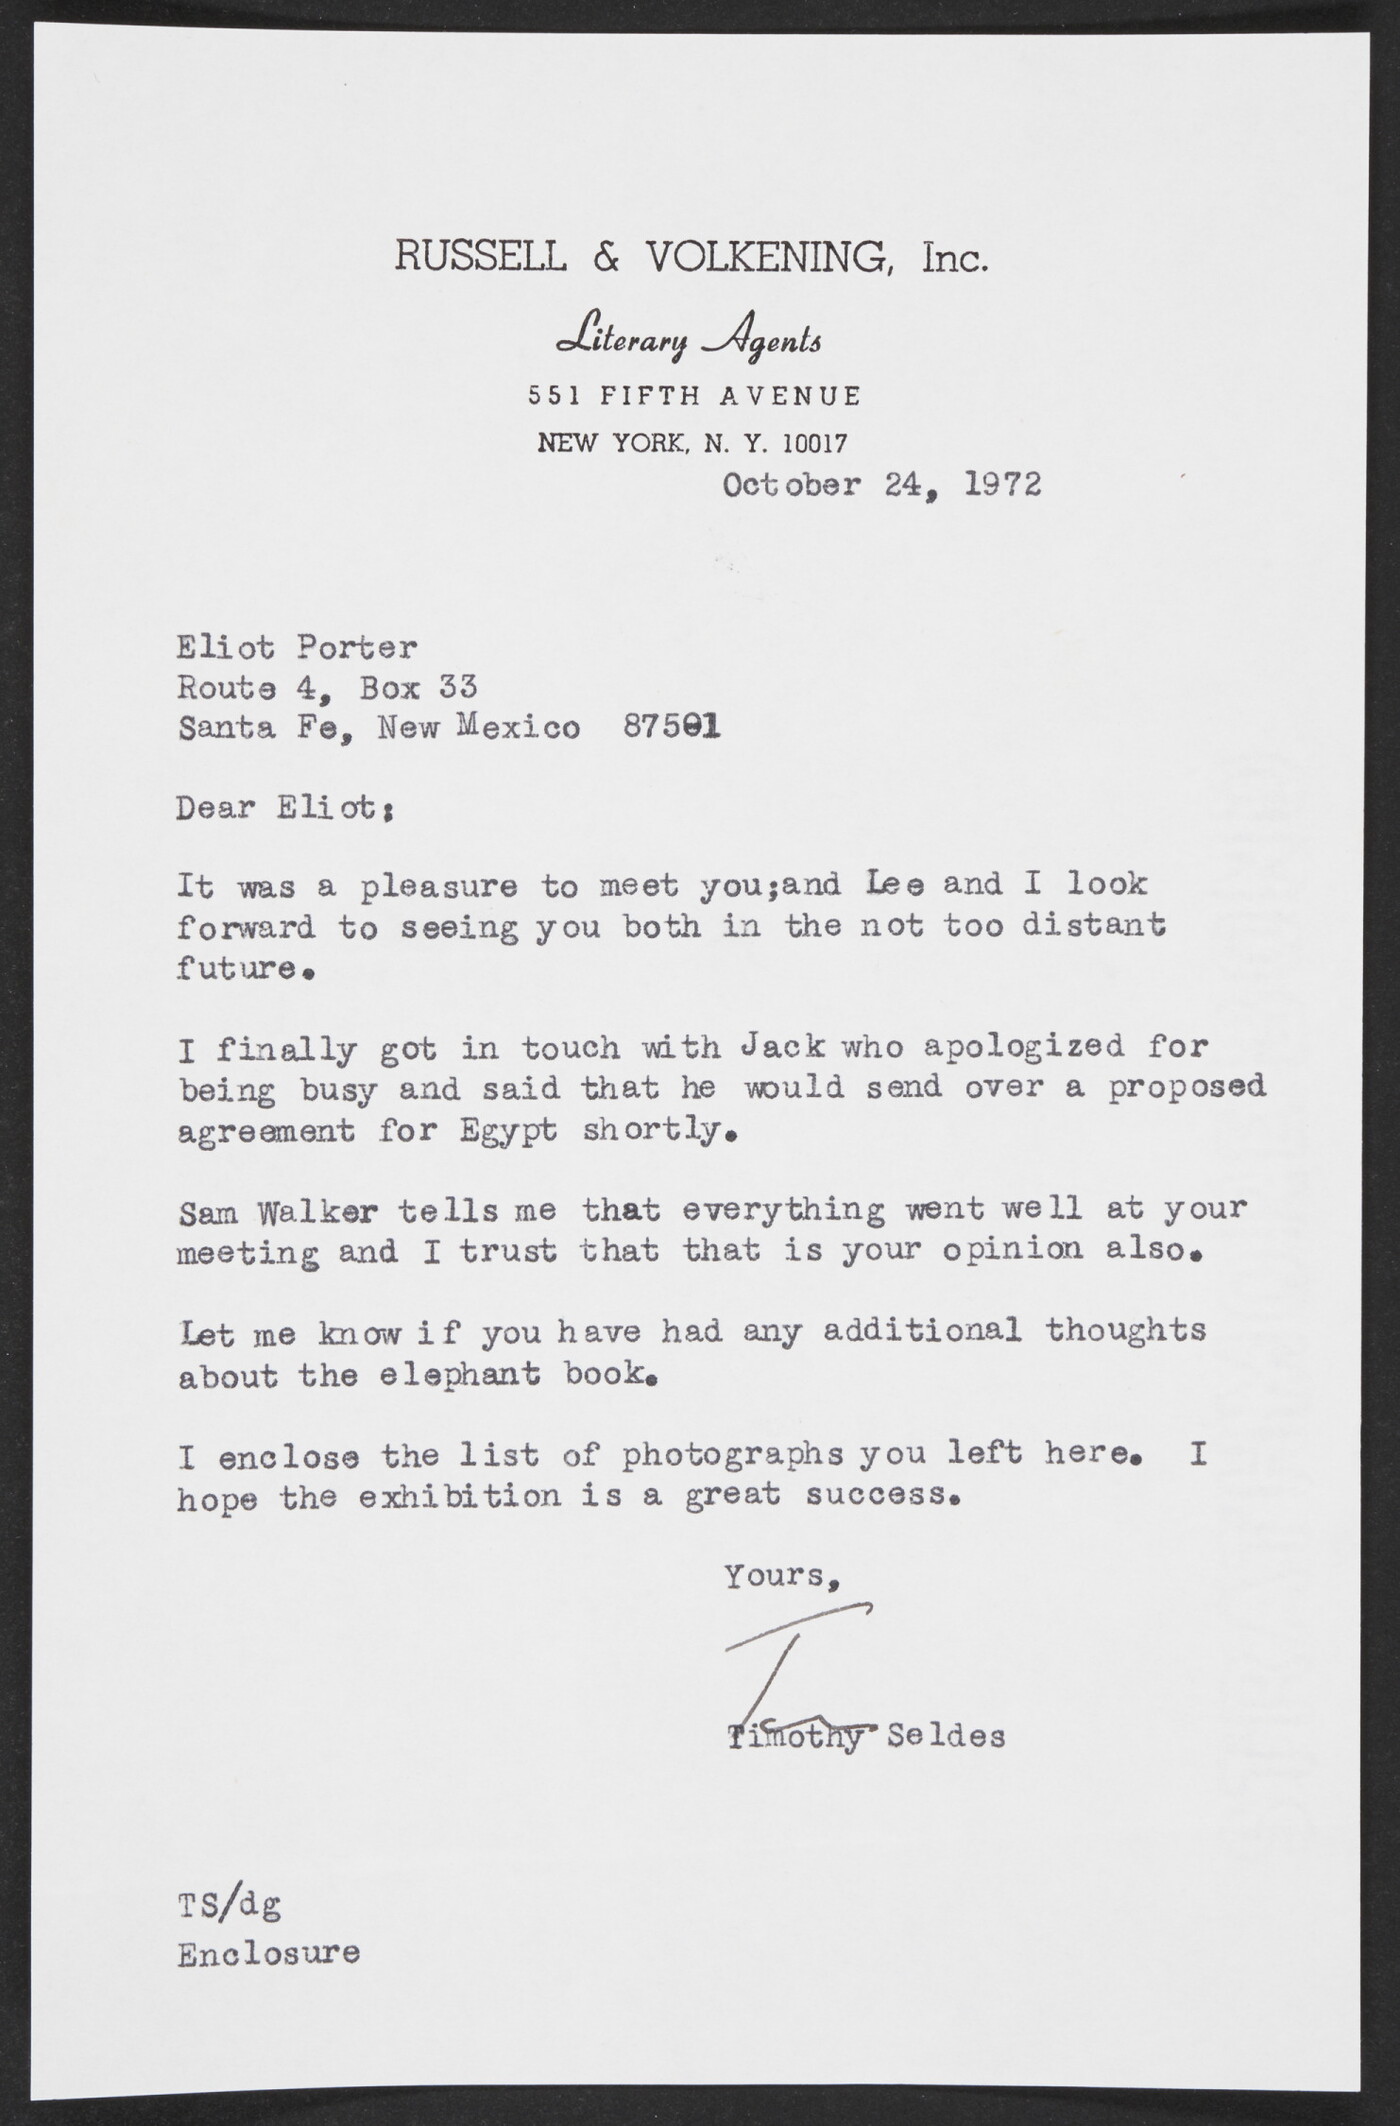 RUSSELL & VOLKENING, Inc.
Literary Agents
551 FIFTH AVENUE
NEW YORK, N. Y. 10017
October 24, 1972
Eliot Porter
Route 4, Box 33
Santa Fe, New Mexico 87501
Dear Eliot:
It was a pleasure to meet you;and Lee and I look
forward to seeing you both in the not too distant
future.
I finally got in touch with Jack who apologized for
being busy and said that he would send over a proposed
agreement for Egypt shortly.
Sam Walker tells me that everything went well at your
meeting and I trust that that is your opinion also.
Let me know if you have had any additional thoughts
about the elephant book.
I enclose the list of photographs you left here. I
hope the exhibition is a great success.
Yours,
Tim
Timothy Seldes
TS/dg
Enclosure